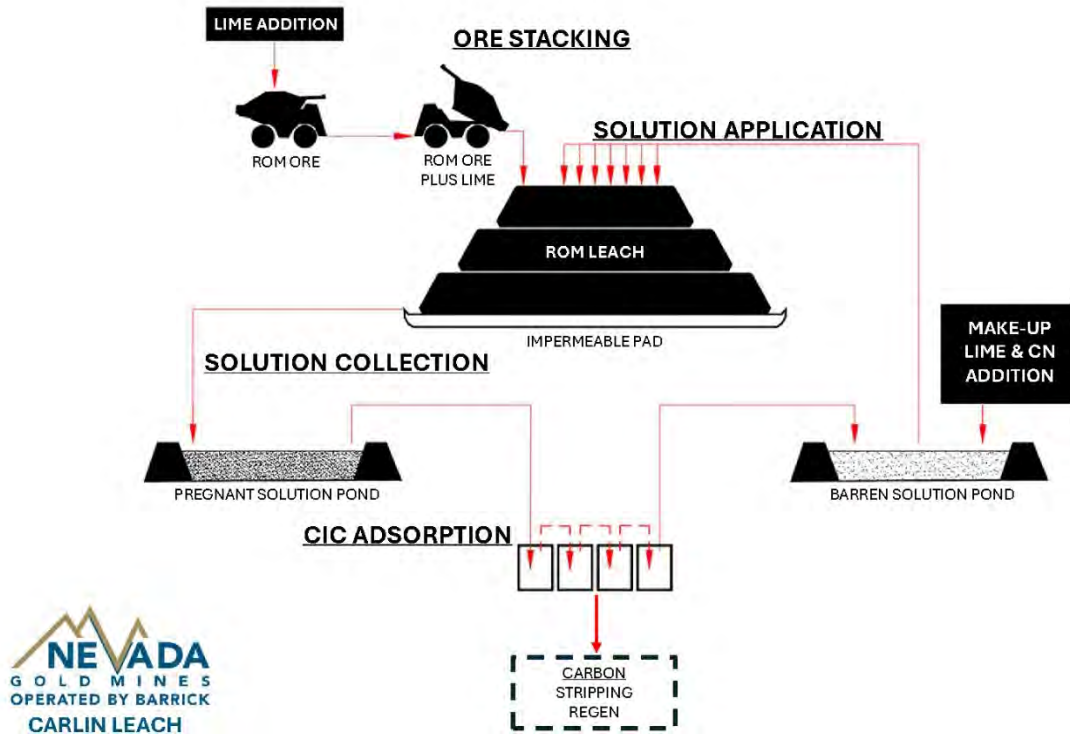 LIME ADDITION
ORE STACKING
ROM ORE
ROM ORE
PLUS LIME
SOLUTION APPLICATION
ROM LEACH
IMPERMEABLE PAD
MAKE-UP
LIME & CN
ADDITION
SOLUTION COLLECTION
PREGNANT SOLUTION POND
BARREN SOLUTION POND
CIC ADSORPTION
CARBON
STRIPPING
REGEN
NEVADA
GOLD MINES
OPERATED BY BARRICK
CARLIN LEACH